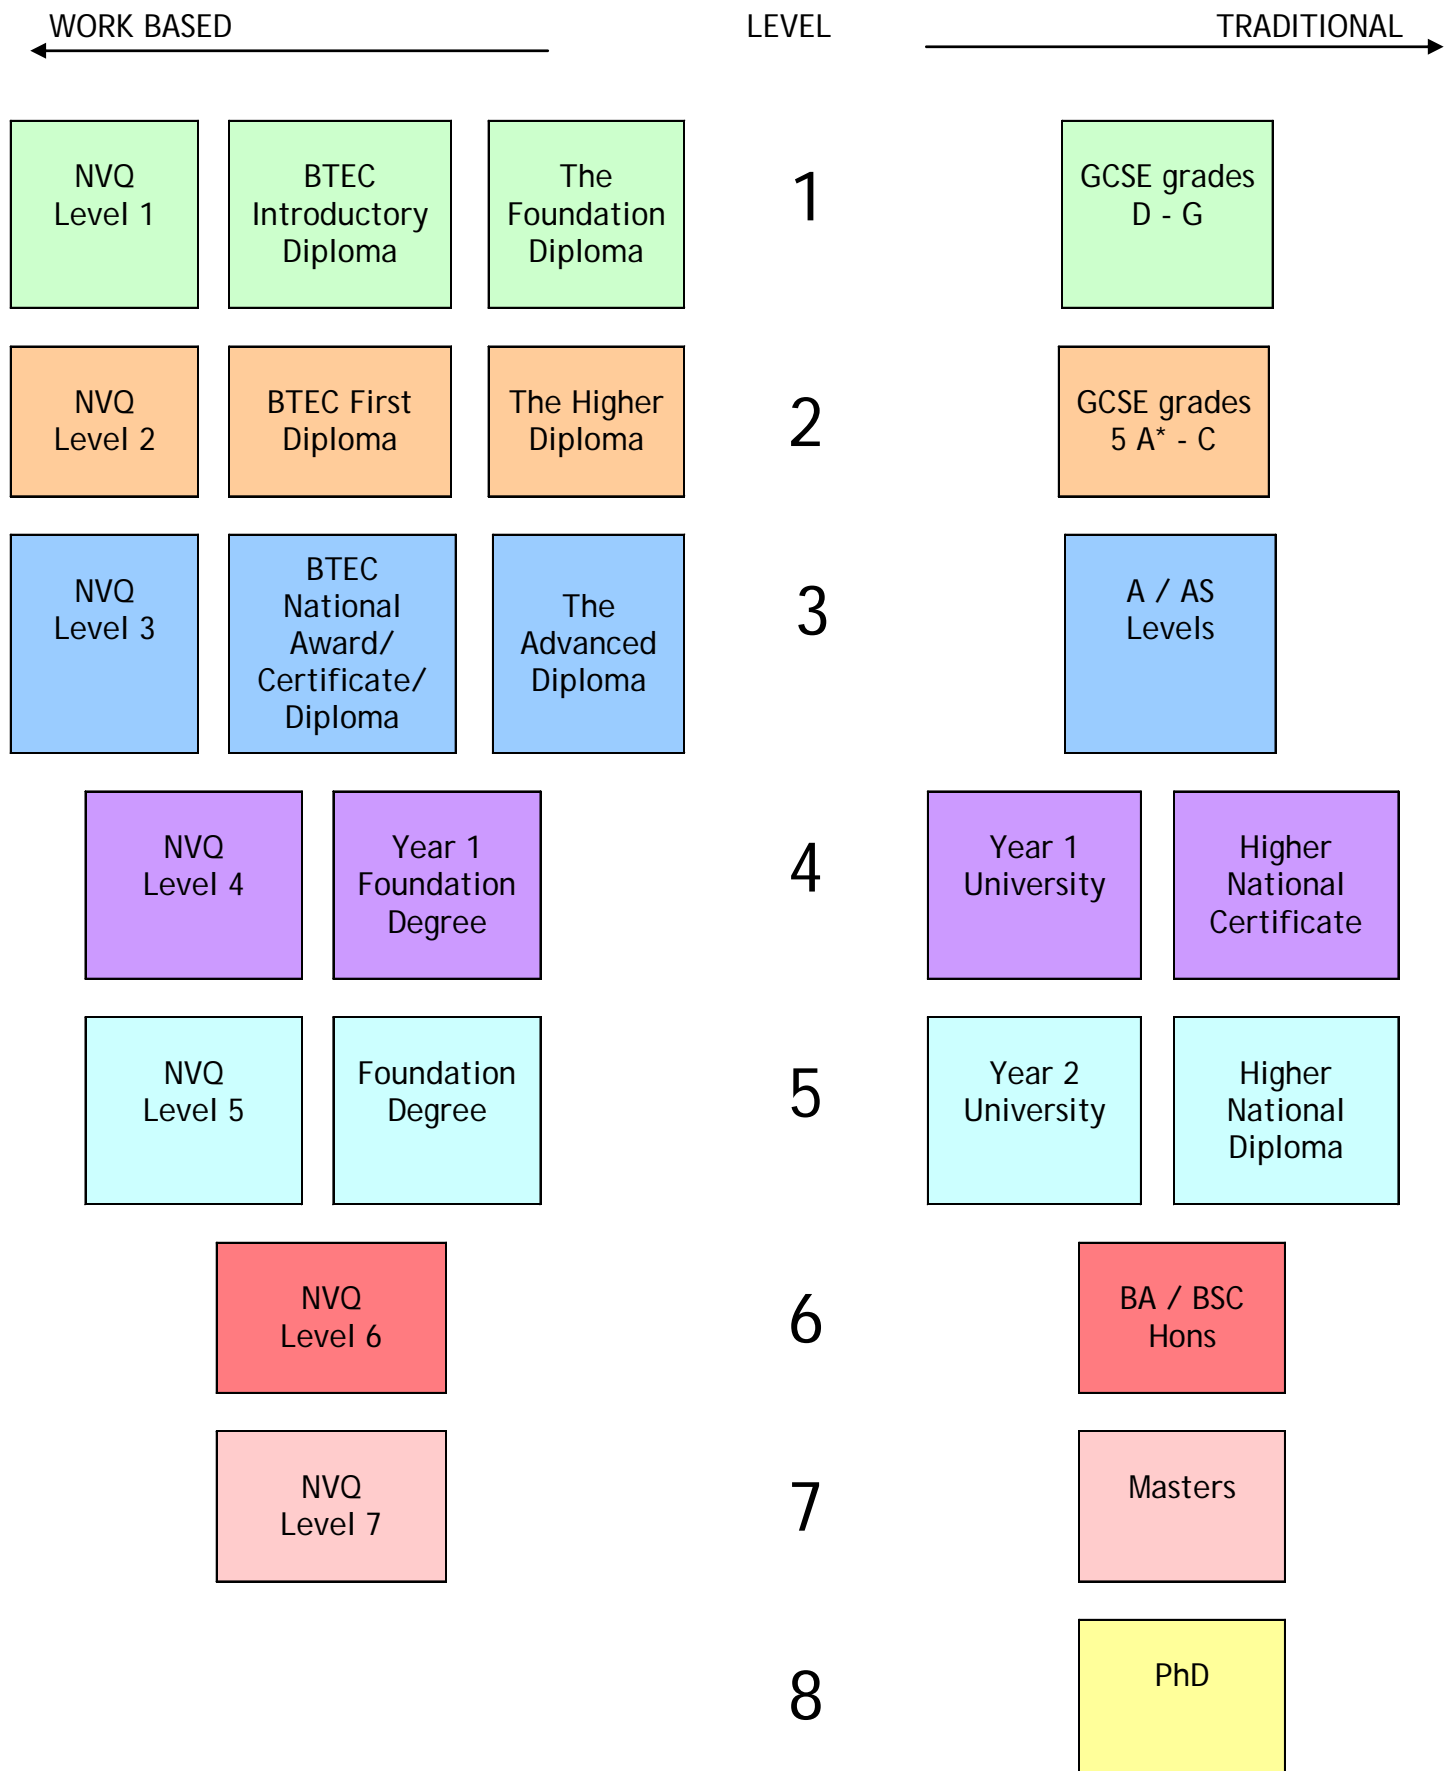 WORK BASED
LEVEL
TRADITIONAL
NVQ
Level 1
BTEC
Introductory
Diploma
The
Foundation
Diploma
1
GCSE grades
D - G
NVQ
Level 2
BTEC First
Diploma
The Higher
Diploma
2
GCSE grades
5 A* - C
NVQ
Level 3
BTEC
National
Award/
Certificate/
Diploma
The
Advanced
Diploma
3
A / AS
Levels
NVQ
Level 4
Year 1
Foundation
Degree
4
Year 1
University
Higher
National
Certificate
NVQ
Level 5
Foundation
Degree
5
Year 2
University
Higher
National
Diploma
NVQ
Level 6
6
BA / BSC
Hons
NVQ
Level 7
7
Masters
8
PhD